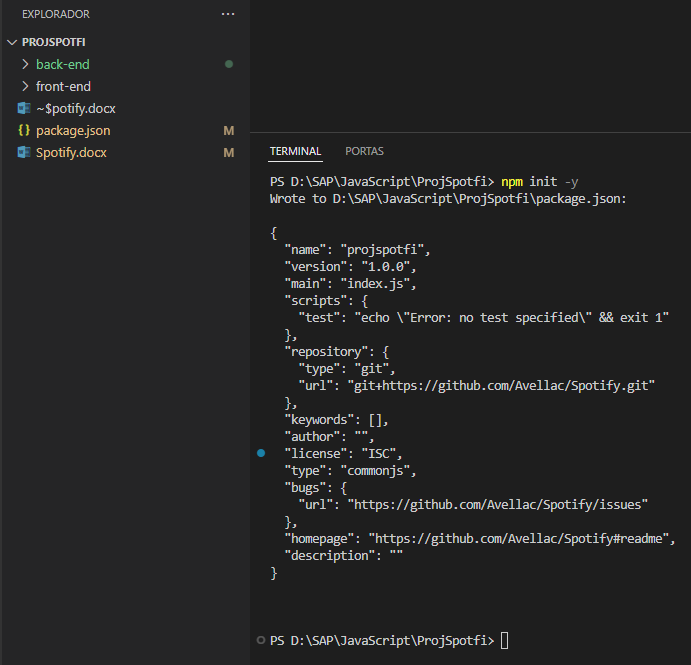 EXPLORADOR
PROJSPOTFI
back-end
front-end
~$potify.docx
{} package.json M
Spotify.docx M
TERMINAL PORTAS
PS D:\SAP\JavaScript\ProjSpotfi> npm init -y
Wrote to D:\SAP\JavaScript\ProjSpotfi\package.json:
{
  "name": "projspotfi",
  "version": "1.0.0",
  "main": "index.js",
  "scripts": {
    "test": "echo \"Error: no test specified\" && exit 1"
  },
  "repository": {
    "type": "git",
    "url": "git+https://github.com/Avellac/Spotify.git"
  },
  "keywords": [],
  "author": "",
  "license": "ISC",
  "type": "commonjs",
  "bugs": {
    "url": "https://github.com/Avellac/Spotify/issues"
  },
  "homepage": "https://github.com/Avellac/Spotify#readme",
  "description": ""
}
PS D:\SAP\JavaScript\ProjSpotfi>